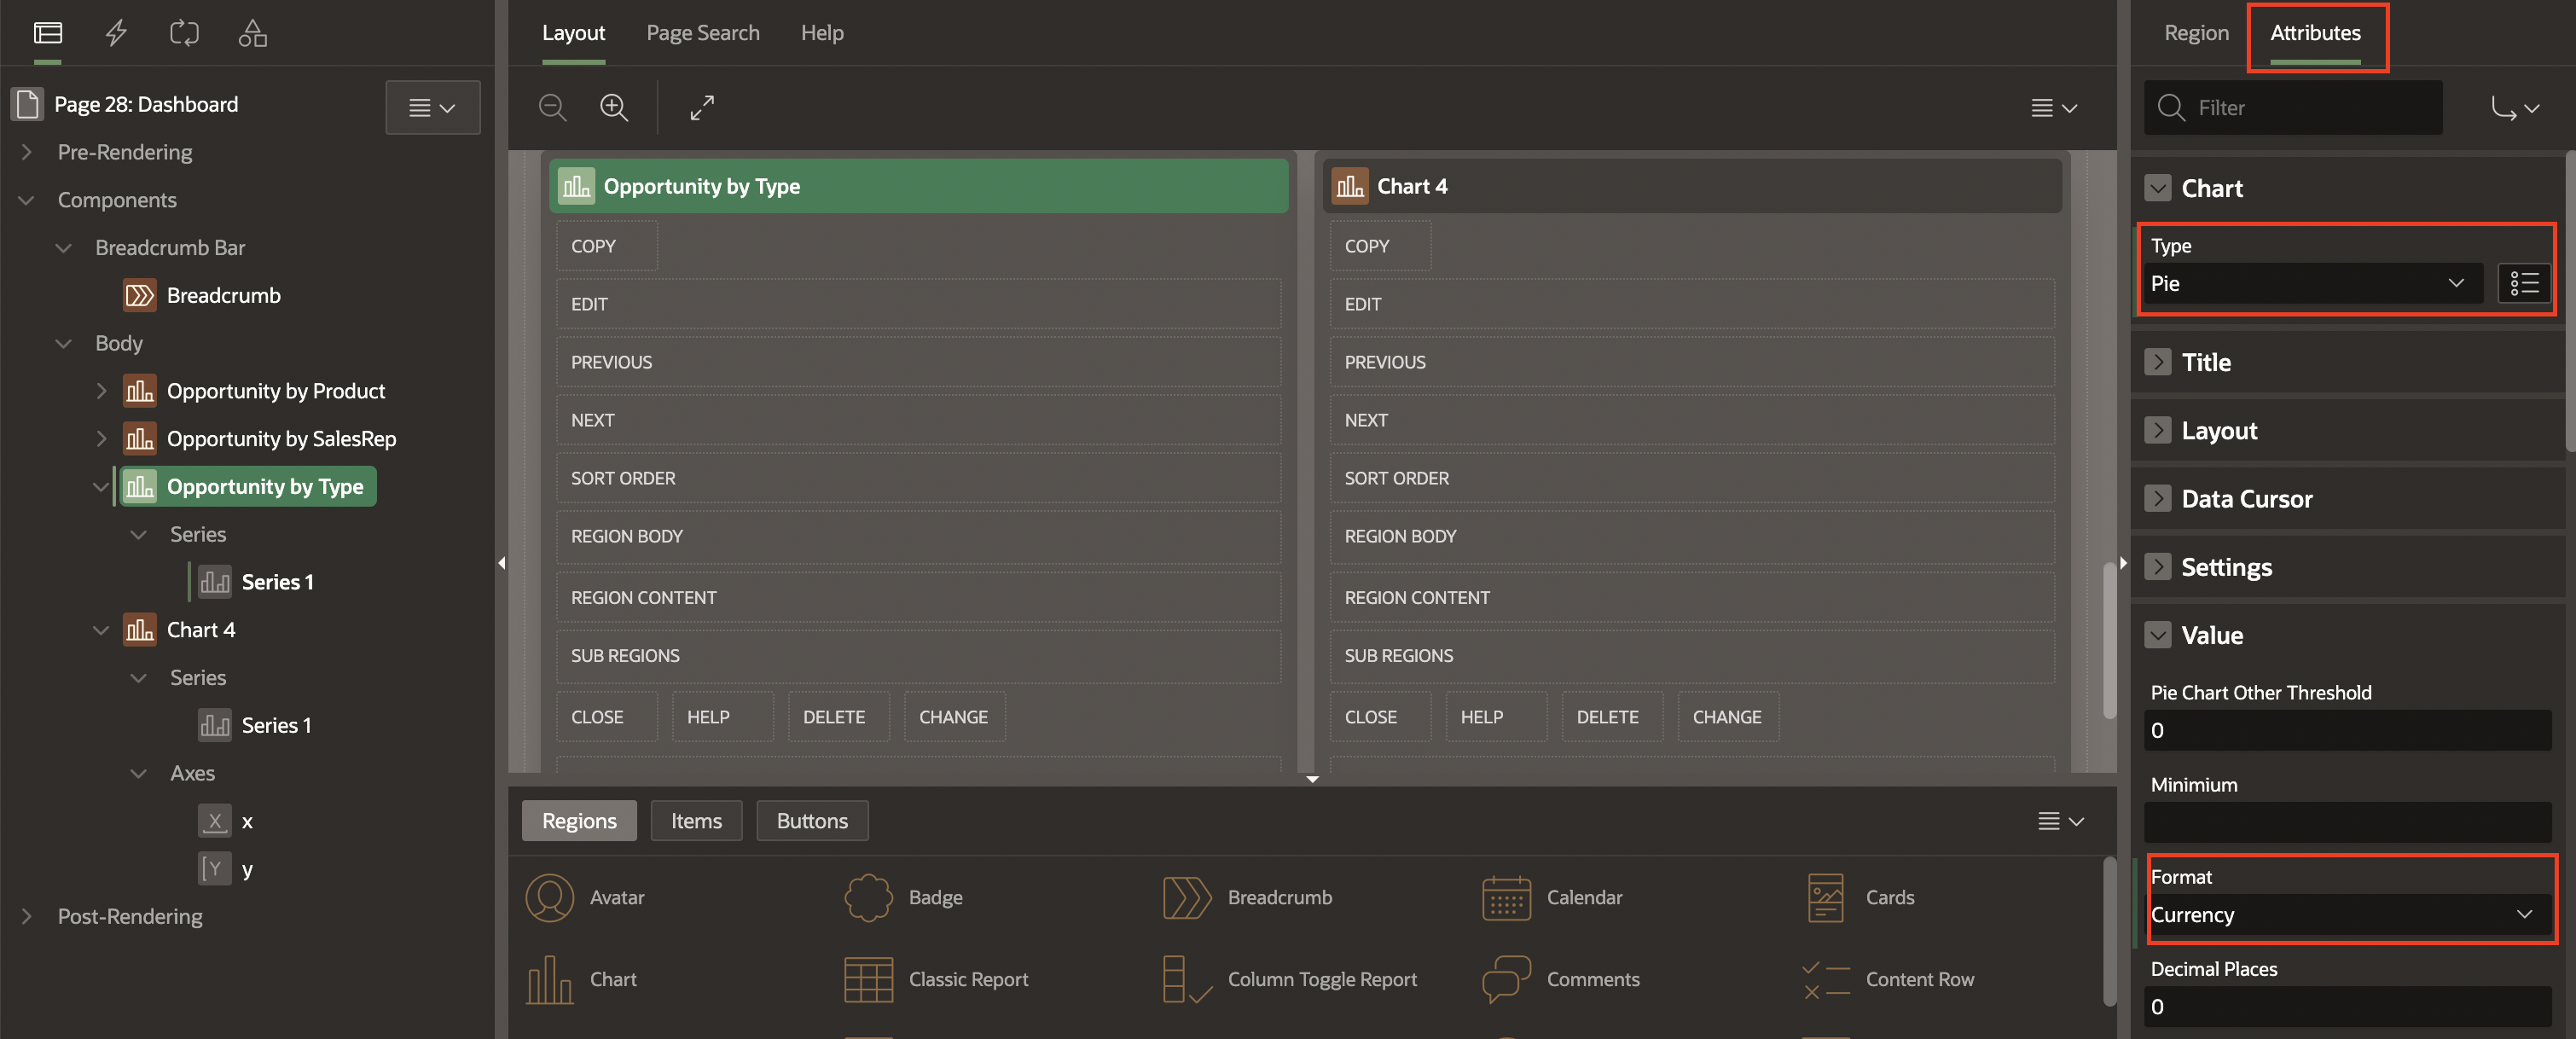 Page 28: Dashboard
Pre-Rendering
Components
Breadcrumb Bar
Breadcrumb
Body
Opportunity by Product
Opportunity by SalesRep
Opportunity by Type
Series
Series 1
Chart 4
Series
Series 1
Axes
X x
Y y
Post-Rendering
Layout Page Search Help
Opportunity by Type
COPY
EDIT
PREVIOUS
NEXT
SORT ORDER
REGION BODY
REGION CONTENT
SUB REGIONS
CLOSE HELP DELETE CHANGE
Chart 4
COPY
EDIT
PREVIOUS
NEXT
SORT ORDER
REGION BODY
REGION CONTENT
SUB REGIONS
CLOSE HELP DELETE CHANGE
Regions Items Buttons
Avatar Badge Breadcrumb Calendar Cards
Chart Classic Report Column Toggle Report Comments Content Row
Region Attributes
Filter
Chart
Type
Pie
Title
Layout
Data Cursor
Settings
Value
Pie Chart Other Threshold
0
Minimium
Format
Currency
Decimal Places
0